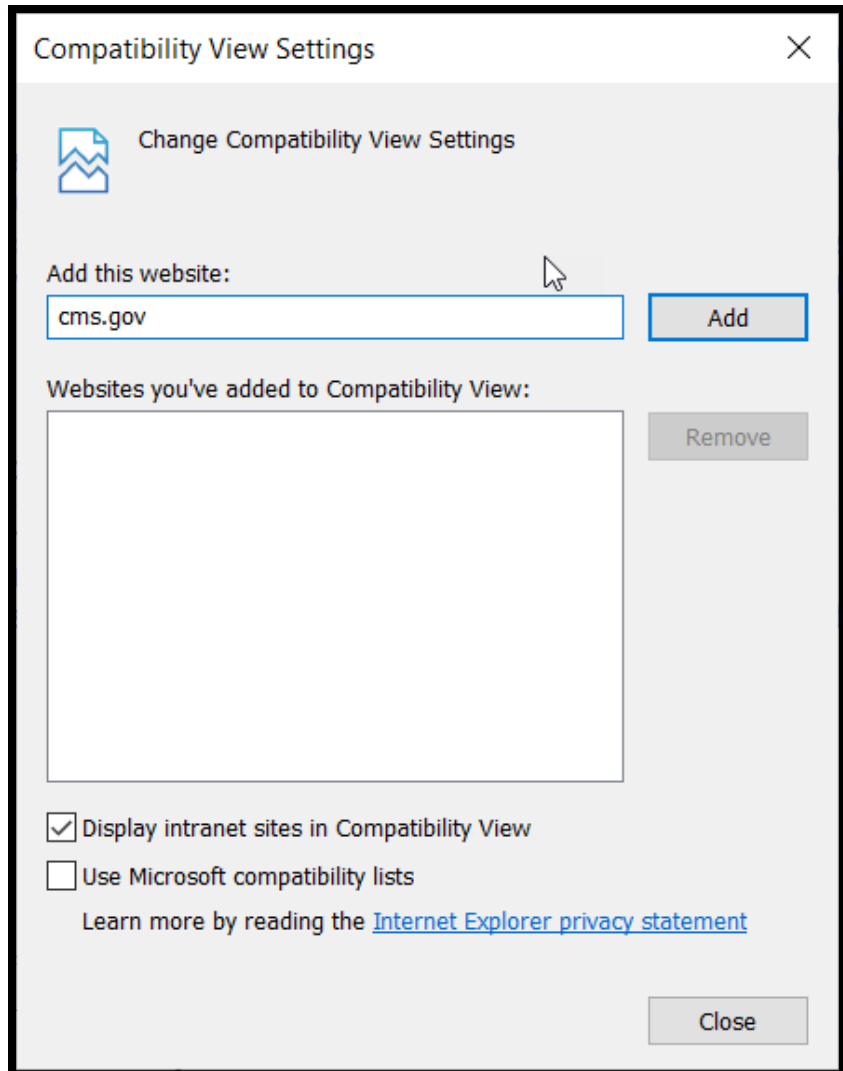 Compatibility View Settings
Change Compatibility View Settings
Add this website:
cms.gov
Add
Websites you've added to Compatibility View:
Remove
Display intranet sites in Compatibility View
Use Microsoft compatibility lists
Learn more by reading the Internet Explorer privacy statement
Close